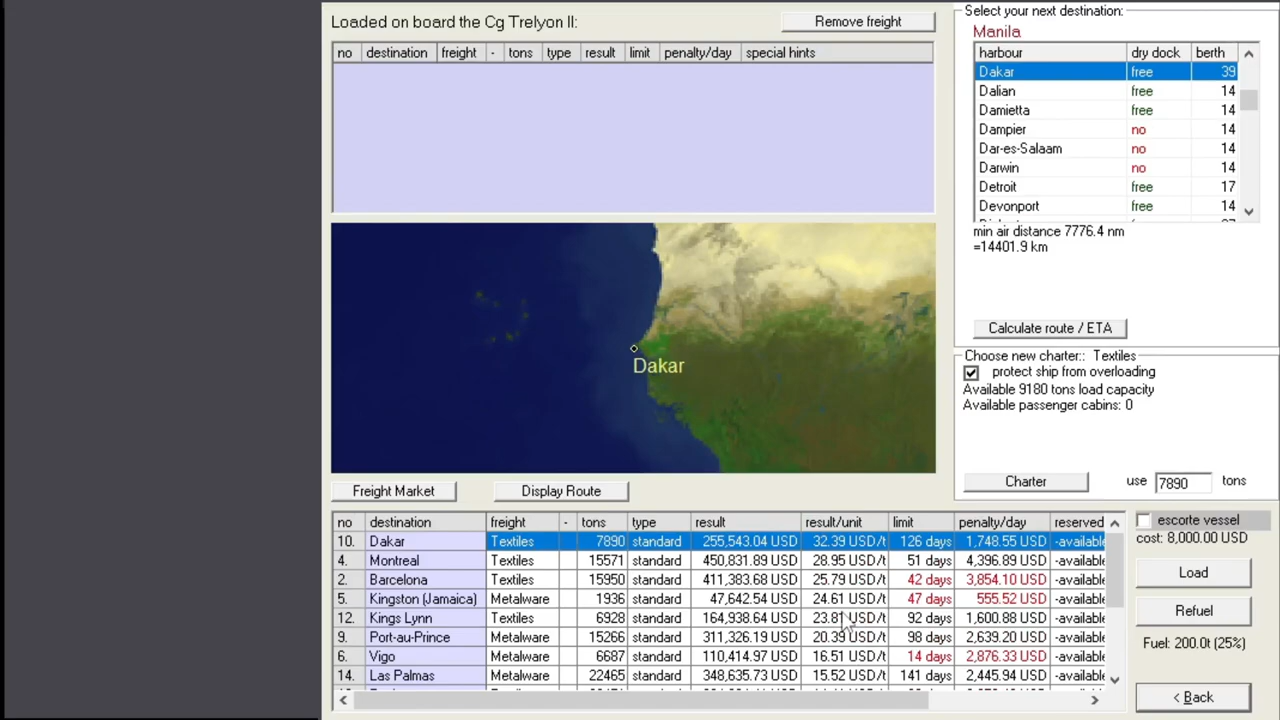 Loaded on board the Cg Trelyon II:
Remove freight
no destination freight - tons type result limit penalty/day special hints
Dakar
Freight Market
Display Route
Select your next destination:
Manila
harbour dry dock berth
Dakar free 39
Dalian free 14
Damietta free 14
Dampier no 14
Dar-es-Salaam no 14
Darwin no 14
Detroit free 17
Devonport free 14
min air distance 7776.4 nm
=14401.9 km
Calculate route / ETA
Choose new charter:: Textiles
protect ship from overloading
Available 9180 tons load capacity
Available passenger cabins: 0
Charter use 7890 tons
no destination freight - tons type result result/unit limit penalty/day reserved
10. Dakar Textiles 7890 standard 255,543.04 USD 32.39 USD/t 126 days 1,748.55 USD -available
4. Montreal Textiles 15571 standard 450,831.89 USD 28.95 USD/t 51 days 4,396.89 USD -available
2. Barcelona Textiles 15950 standard 411,383.68 USD 25.79 USD/t 42 days 3,854.10 USD -available
5. Kingston (Jamaica) Metalware 1936 standard 47,642.54 USD 24.61 USD/t 47 days 555.52 USD -available
12. Kings Lynn Textiles 6928 standard 164,938.64 USD 23.81 USD/t 92 days 1,600.88 USD -available
9. Port-au-Prince Metalware 15266 standard 311,326.19 USD 20.39 USD/t 98 days 2,639.20 USD -available
6. Vigo Metalware 6687 standard 110,414.97 USD 16.51 USD/t 14 days 2,876.33 USD -available
14. Las Palmas Metalware 22465 standard 348,635.73 USD 15.52 USD/t 141 days 2,445.94 USD -available
escorte vessel
cost: 8,000.00 USD
Load
Refuel
Fuel: 200.0t (25%)
< Back